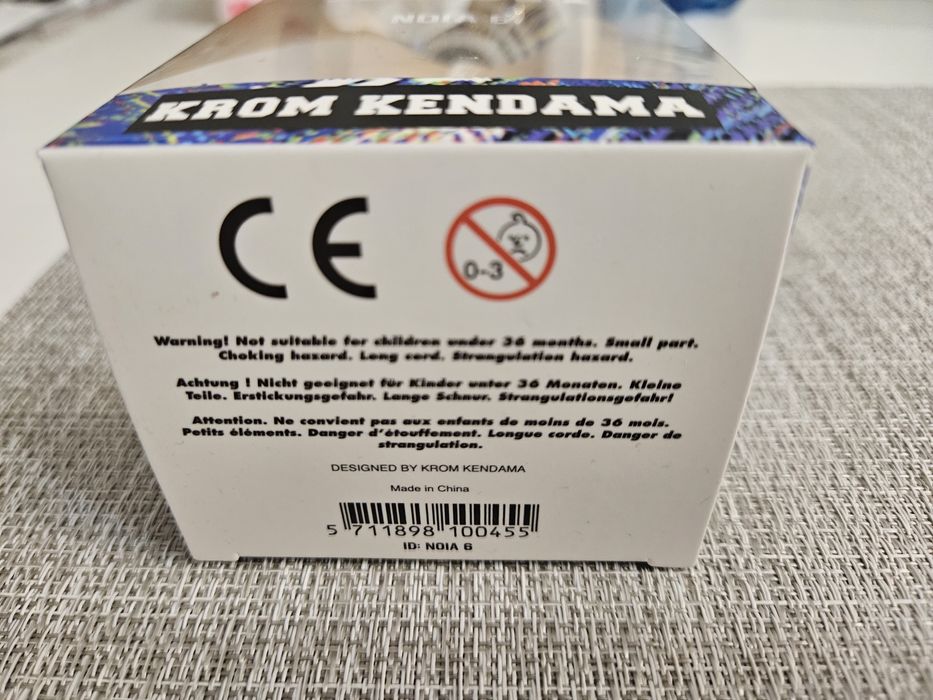 NOIA 6
KROM KENDAMA
CE
0-3
Warning! Not suitable for children under 36 months. Small part.
Choking hazard. Long cord. Strangulation hazard.
Achtung ! Nicht geeignet für Kinder unter 36 Monaten. Kleine
Teile. Erstickungsgefahr. Lange Schnur. Strangulationsgefahr!
Attention. Ne convient pas aux enfants de moins de 36 mois.
Petits éléments. Danger d'étouffement. Longue corde. Danger de
strangulation.
DESIGNED BY KROM KENDAMA
Made in China
5 711898 100455
ID: NOIA 6